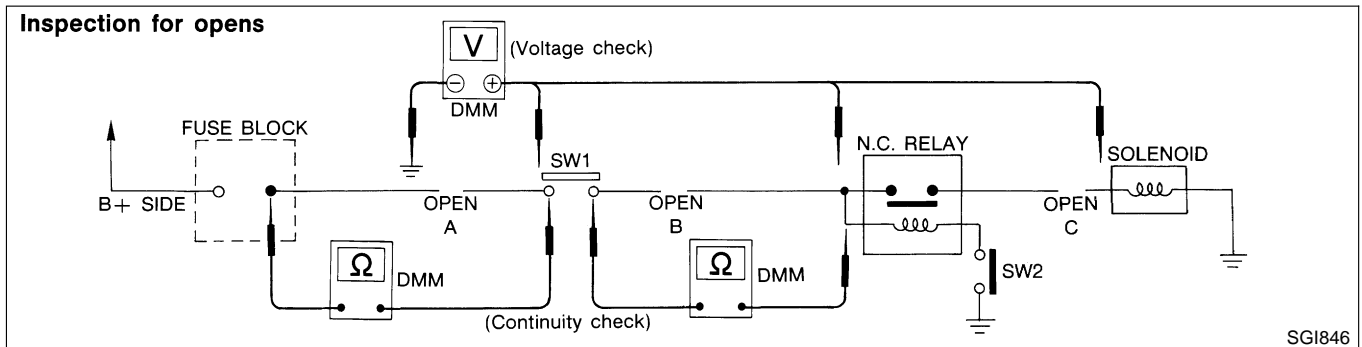 Inspection for opens
V
(Voltage check)
− +
DMM
FUSE BLOCK
N.C. RELAY
SW1
SOLENOID
B+ SIDE
OPEN
A
OPEN
B
OPEN
C
Ω
DMM
Ω
DMM
SW2
(Continuity check)
SGI846